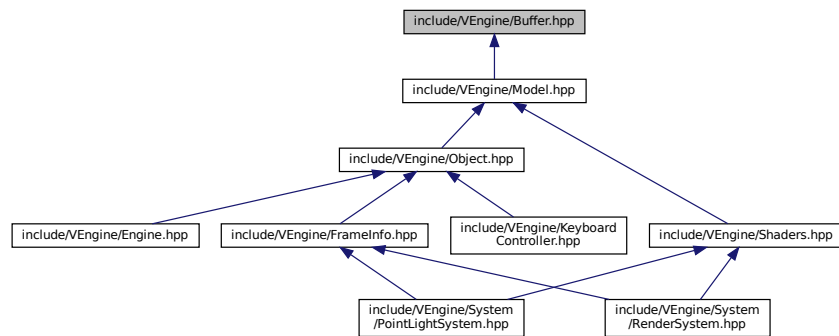 include/VEngine/Buffer.hpp
include/VEngine/Model.hpp
include/VEngine/Object.hpp
include/VEngine/Engine.hpp
include/VEngine/FrameInfo.hpp
include/VEngine/Keyboard
Controller.hpp
include/VEngine/Shaders.hpp
include/VEngine/System
/PointLightSystem.hpp
include/VEngine/System
/RenderSystem.hpp